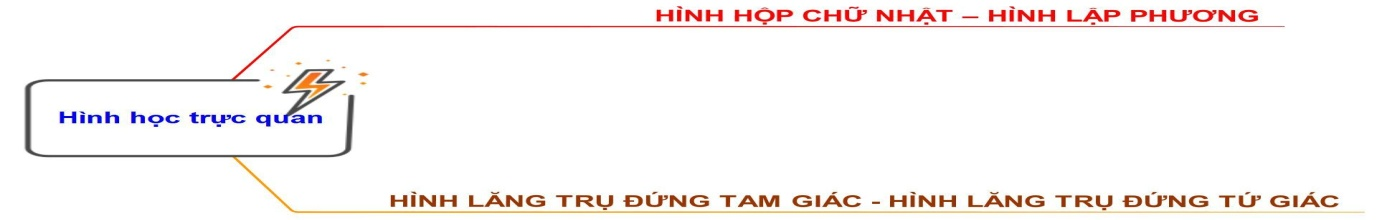 HÌNH HỘP CHỮ NHẬT – HÌNH LẬP PHƯƠNG
Hình học trực quan
HÌNH LĂNG TRỤ ĐỨNG TAM GIÁC - HÌNH LĂNG TRỤ ĐỨNG TỨ GIÁC